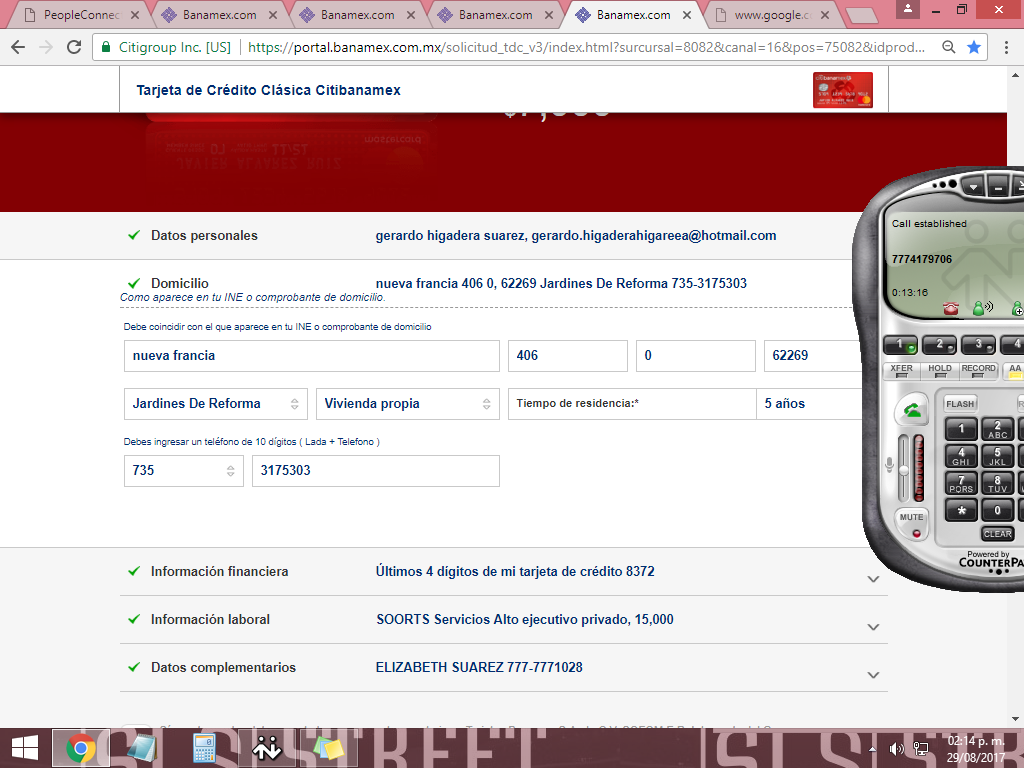 PeopleConnec
Banamex.com
Banamex.com
Banamex.com
Banamex.com
www.google.c
Citigroup Inc. [US]
https://portal.banamex.com.mx/solicitud_tdc_v3/index.html?surcursal=8082&canal=16&pos=75082&idprod...
Tarjeta de Crédito Clásica Citibanamex
Datos personales
gerardo higadera suarez, gerardo.higaderahigareea@hotmail.com
Domicilio
nueva francia 406 0, 62269 Jardines De Reforma 735-3175303
Como aparece en tu INE o comprobante de domicilio.
Debe coincidir con el que aparece en tu INE o comprobante de domicilio
nueva francia
406
0
62269
Jardines De Reforma
Vivienda propia
Tiempo de residencia:*
5 años
Debes ingresar un teléfono de 10 dígitos ( Lada + Telefono )
735
3175303
Información financiera
Últimos 4 dígitos de mi tarjeta de crédito 8372
Información laboral
SOORTS Servicios Alto ejecutivo privado, 15,000
Datos complementarios
ELIZABETH SUAREZ 777-7771028
Call established
7774179706
0:13:16
1
2
3
4
XFER
HOLD
RECORD
AA
FLASH
R
1
2
ABC
4
GHI
5
JKL
7
PQRS
8
TUV
*
0
MUTE
CLEAR
Powered by
COUNTERPA
02:14 p. m.
29/08/2017